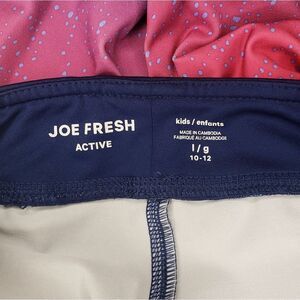 JOE FRESH
ACTIVE
kids / enfants
MADE IN CAMBODIA
FABRIQUÉ AU CAMBODGE
l / g
10-12